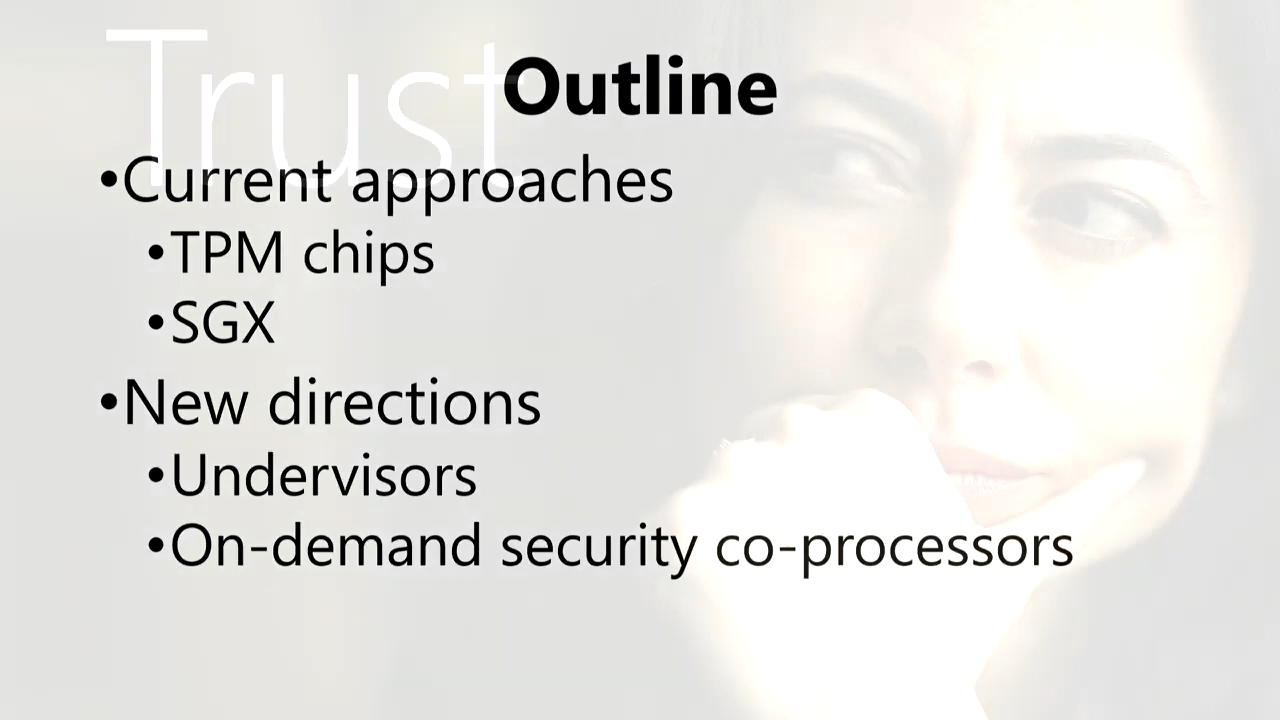 Trust
Outline
•Current approaches
•TPM chips
•SGX
•New directions
•Undervisors
•On-demand security co-processors